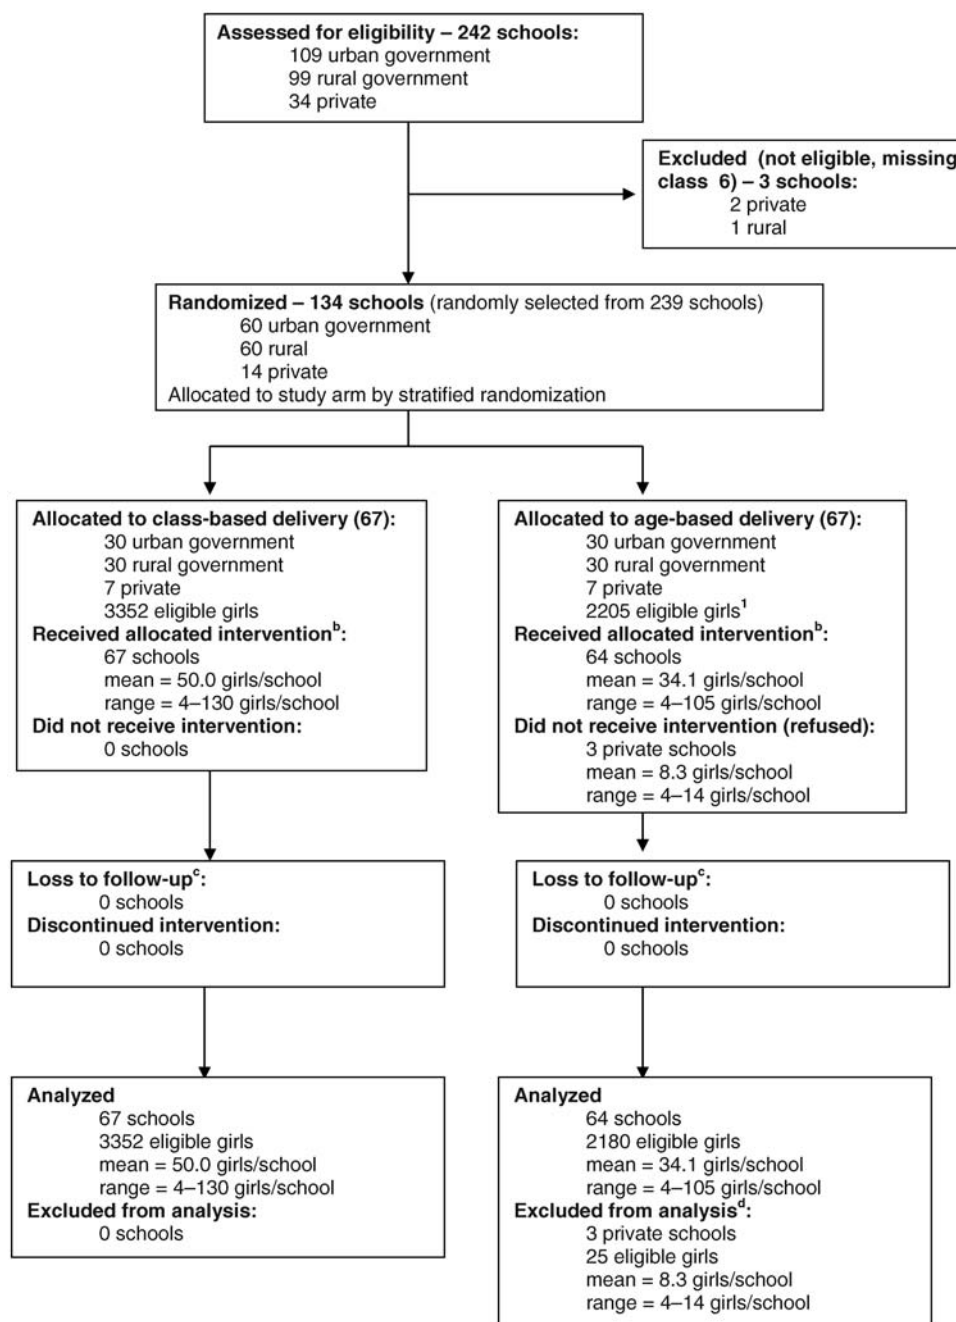 Assessed for eligibility – 242 schools:
109 urban government
99 rural government
34 private
Excluded (not eligible, missing
class 6) – 3 schools:
2 private
1 rural
Randomized – 134 schools (randomly selected from 239 schools)
60 urban government
60 rural
14 private
Allocated to study arm by stratified randomization
Allocated to class-based delivery (67):
30 urban government
30 rural government
7 private
3352 eligible girls
Received allocated intervention^b:
67 schools
mean = 50.0 girls/school
range = 4–130 girls/school
Did not receive intervention:
0 schools
Allocated to age-based delivery (67):
30 urban government
30 rural government
7 private
2205 eligible girls^1
Received allocated intervention^b:
64 schools
mean = 34.1 girls/school
range = 4–105 girls/school
Did not receive intervention (refused):
3 private schools
mean = 8.3 girls/school
range = 4–14 girls/school
Loss to follow-up^c:
0 schools
Discontinued intervention:
0 schools
Loss to follow-up^c:
0 schools
Discontinued intervention:
0 schools
Analyzed
67 schools
3352 eligible girls
mean = 50.0 girls/school
range = 4–130 girls/school
Excluded from analysis:
0 schools
Analyzed
64 schools
2180 eligible girls
mean = 34.1 girls/school
range = 4–105 girls/school
Excluded from analysis^d:
3 private schools
25 eligible girls
mean = 8.3 girls/school
range = 4–14 girls/school